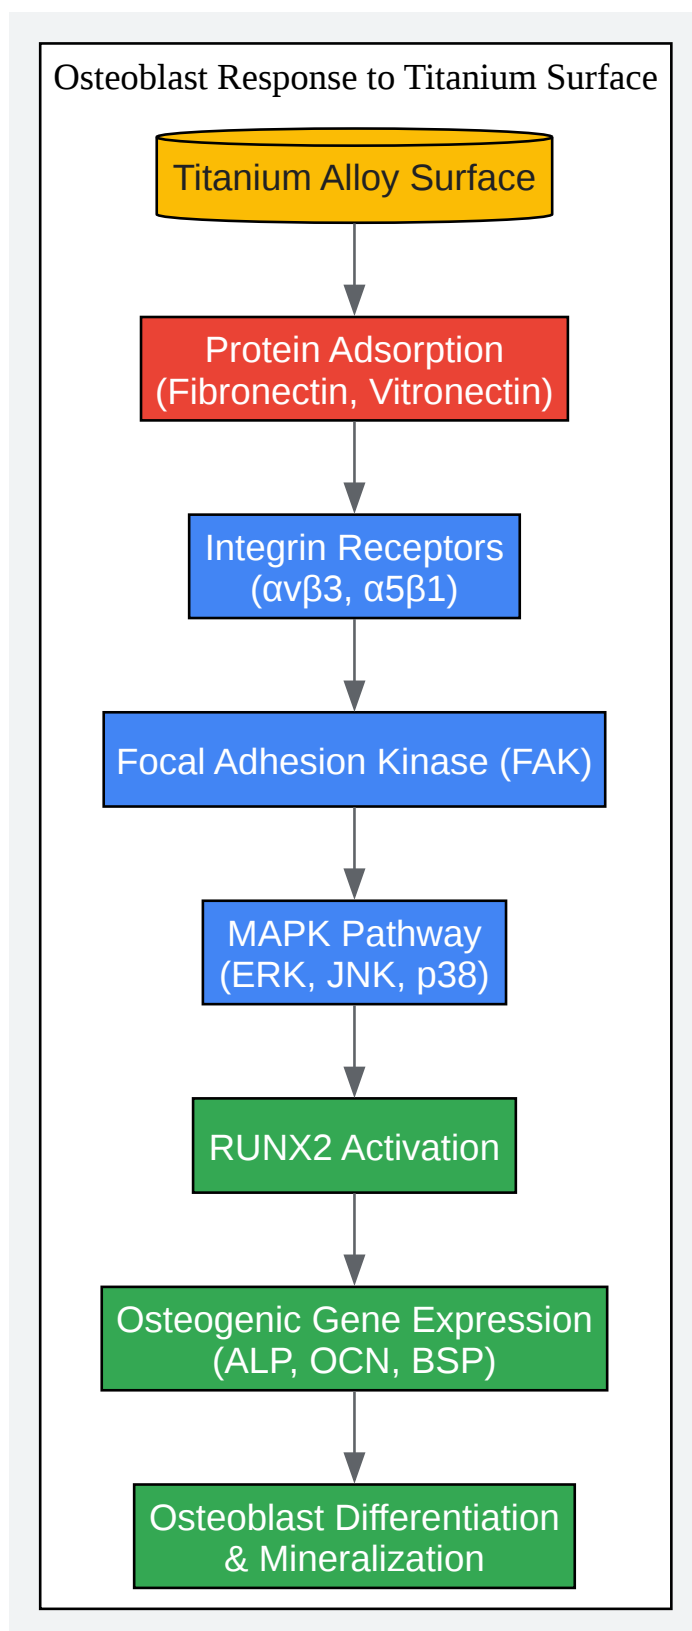 Osteoblast Response to Titanium Surface
Titanium Alloy Surface
Protein Adsorption
(Fibronectin, Vitronectin)
Integrin Receptors
(αvβ3, α5β1)
Focal Adhesion Kinase (FAK)
MAPK Pathway
(ERK, JNK, p38)
RUNX2 Activation
Osteogenic Gene Expression
(ALP, OCN, BSP)
Osteoblast Differentiation
& Mineralization